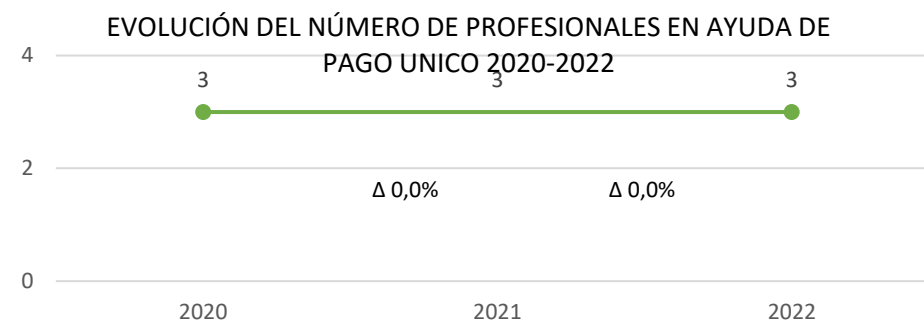 EVOLUCIÓN DEL NÚMERO DE PROFESIONALES EN AYUDA DE
PAGO UNICO 2020-2022
4
3 3 3
2
Δ 0,0% Δ 0,0%
0
2020 2021 2022